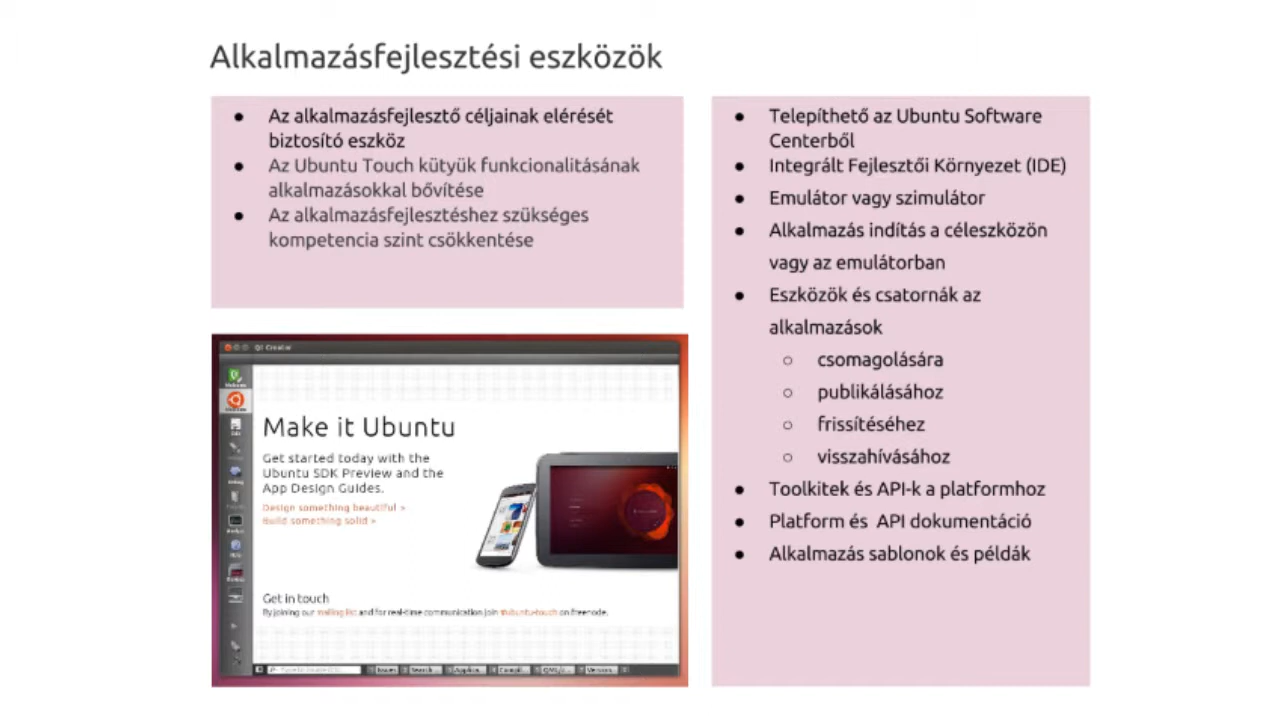 Alkalmazásfejlesztési eszközök
● Az alkalmazásfejlesztő céljainak elérését
biztosító eszköz
● Az Ubuntu Touch kütyük funkcionalitásának
alkalmazásokkal bővítése
● Az alkalmazásfejlesztéshez szükséges
kompetencia szint csökkentése
Qt Creator
Make it Ubuntu
Get started today with the
Ubuntu SDK Preview and the
App Design Guides.
Design something beautiful >
Build something solid >
Get in touch
By joining our mailing list and for real-time communication join #ubuntu-touch on freenode.
Issues
Search
● Telepíthető az Ubuntu Software
Centerből
● Integrált Fejlesztői Környezet (IDE)
● Emulátor vagy szimulátor
● Alkalmazás indítás a céleszközön
vagy az emulátorban
● Eszközök és csatornák az
alkalmazások
○ csomagolására
○ publikálásához
○ frissítéséhez
○ visszahívásához
● Toolkitek és API-k a platformhoz
● Platform és API dokumentáció
● Alkalmazás sablonok és példák